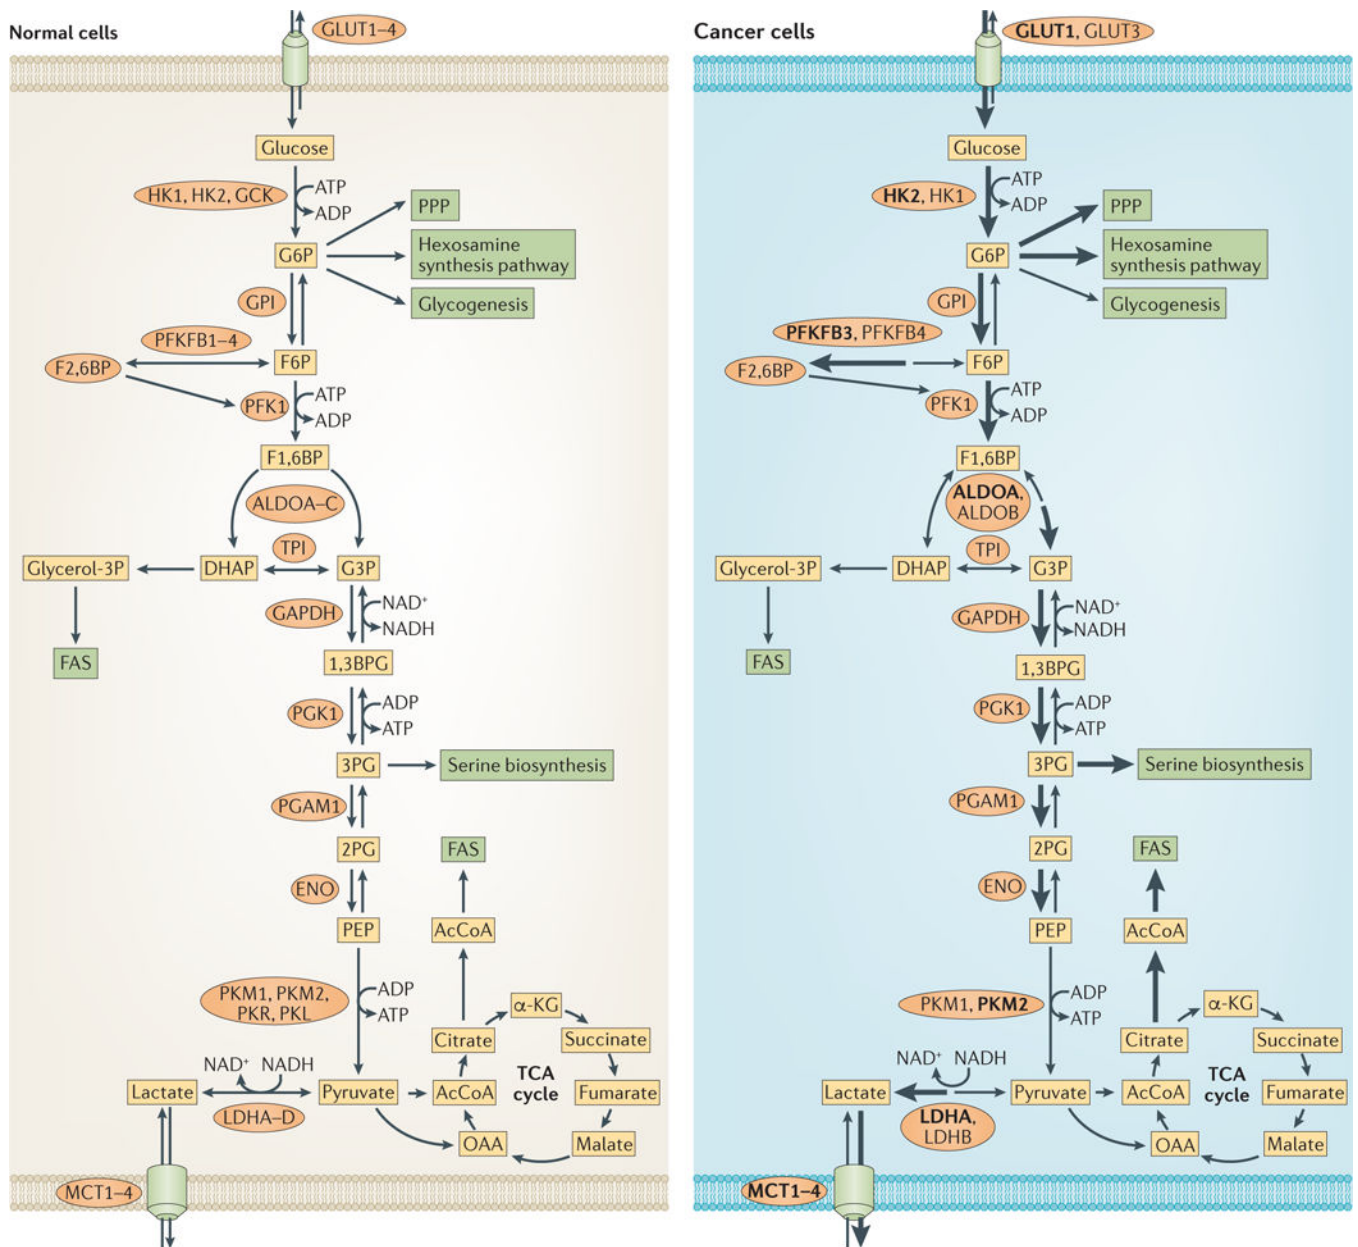 Normal cells
GLUT1–4
Glucose
HK1, HK2, GCK
ATP
ADP
PPP
G6P
Hexosamine
synthesis pathway
GPI
Glycogenesis
PFKFB1–4
F2,6BP
F6P
PFK1
ATP
ADP
F1,6BP
ALDOA–C
TPI
Glycerol-3P
DHAP
G3P
GAPDH
NAD⁺
NADH
FAS
1,3BPG
PGK1
ADP
ATP
3PG
Serine biosynthesis
PGAM1
2PG
FAS
ENO
PEP
AcCoA
PKM1, PKM2,
PKR, PKL
ADP
ATP
α-KG
Citrate
Succinate
NAD⁺
NADH
TCA
cycle
Lactate
Pyruvate
AcCoA
Fumarate
LDHA–D
OAA
Malate
MCT1–4
Cancer cells
GLUT1, GLUT3
Glucose
HK2, HK1
ATP
ADP
PPP
G6P
Hexosamine
synthesis pathway
GPI
Glycogenesis
PFKFB3, PFKFB4
F2,6BP
F6P
PFK1
ATP
ADP
F1,6BP
ALDOA,
ALDOB
TPI
Glycerol-3P
DHAP
G3P
GAPDH
NAD⁺
NADH
FAS
1,3BPG
PGK1
ADP
ATP
3PG
Serine biosynthesis
PGAM1
2PG
FAS
ENO
PEP
AcCoA
PKM1, PKM2
ADP
ATP
α-KG
Citrate
Succinate
NAD⁺
NADH
TCA
cycle
Lactate
Pyruvate
AcCoA
Fumarate
LDHA,
LDHB
OAA
Malate
MCT1–4